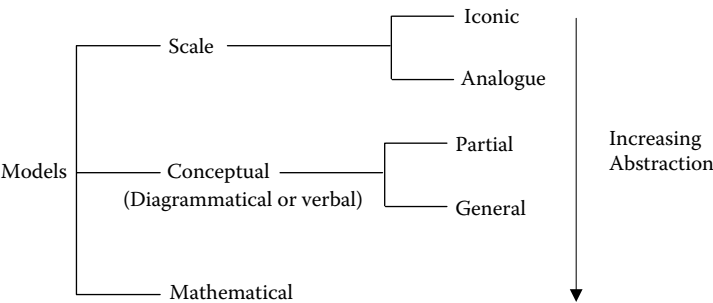 Iconic
Scale
Analogue
Increasing
Abstraction
Partial
Models
Conceptual
(Diagrammatical or verbal)
General
Mathematical